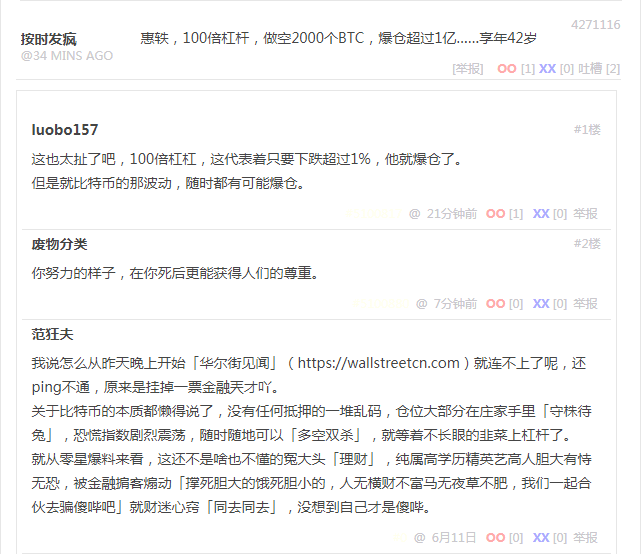 4271116
按时发疯
@34 MINS AGO
惠轶，100倍杠杆，做空2000个BTC，爆仓超过1亿……享年42岁
[举报] OO [1] XX [0] 吐槽 [2]
luobo157
#1楼
这也太扯了吧，100倍杠杠，这代表着只要下跌超过1%，他就爆仓了。
但是就比特币的那波动，随时都有可能爆仓。
@ 21分钟前 OO [1] XX [0] 举报
废物分类
#2楼
你努力的样子，在你死后更能获得人们的尊重。
@ 7分钟前 OO [0] XX [0] 举报
范狂夫
我说怎么从昨天晚上开始「华尔街见闻」（https://wallstreetcn.com）就连不上了呢，还
ping不通，原来是挂掉一票金融天才吖。
关于比特币的本质都懒得说了，没有任何抵押的一堆乱码，仓位大部分在庄家手里「守株待
兔」，恐慌指数剧烈震荡，随时随地可以「多空双杀」，就等着不长眼的韭菜上杠杆了。
就从零星爆料来看，这还不是啥也不懂的冤大头「理财」，纯属高学历精英艺高人胆大有恃
无恐，被金融掮客煽动「撑死胆大的饿死胆小的，人无横财不富马无夜草不肥，我们一起合
伙去骗傻哔吧」就财迷心窍「同去同去」，没想到自己才是傻哔。
@ 6月11日 OO [0] XX [0] 举报